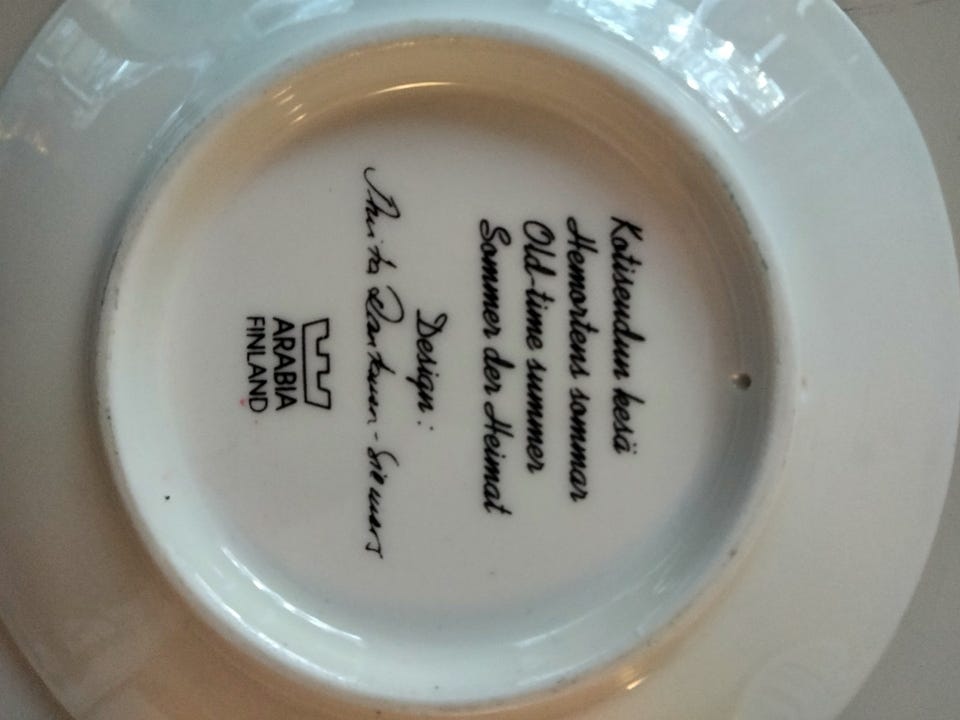 Kotiseudun kesä
Hemortens sommar
Old-time summer
Sommer der Heimat
Design:
ARABIA
FINLAND